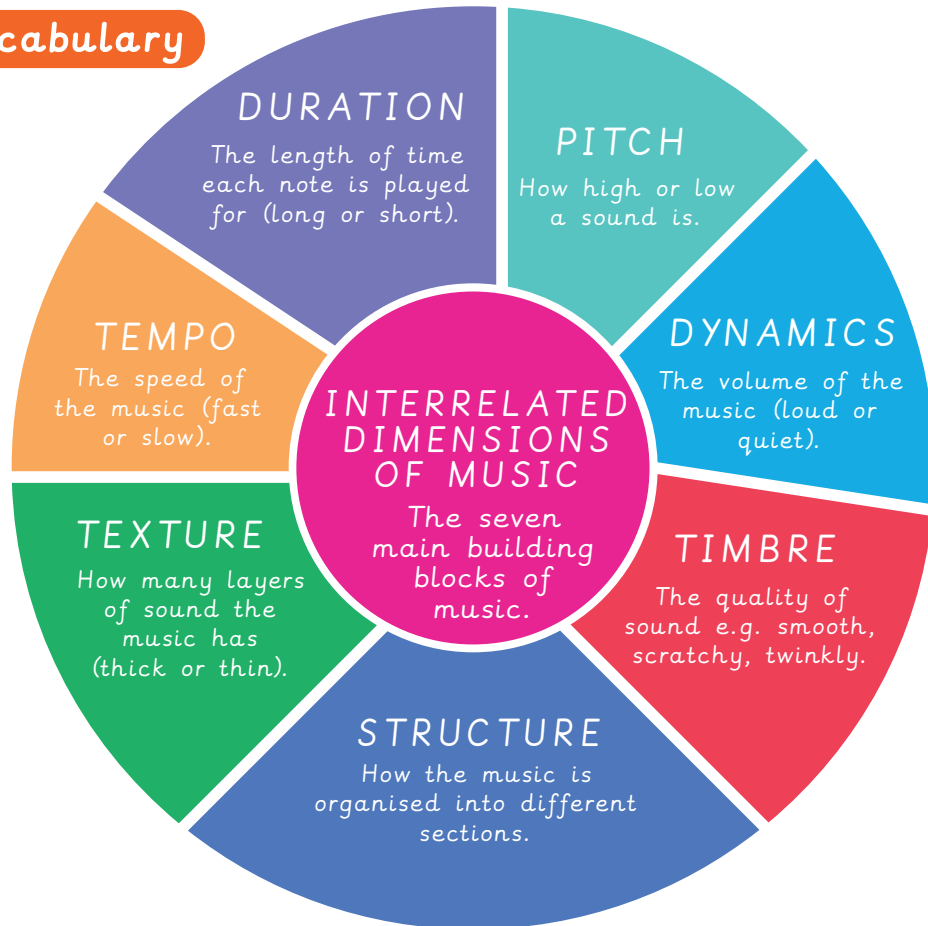 cabulary
DURATION
The length of time
each note is played
for (long or short).
PITCH
How high or low
a sound is.
DYNAMICS
The volume of the
music (loud or
quiet).
TIMBRE
The quality of
sound e.g. smooth,
scratchy, twinkly.
STRUCTURE
How the music is
organised into different
sections.
TEXTURE
How many layers
of sound the
music has
(thick or thin).
TEMPO
The speed of
the music (fast
or slow).
INTERRELATED
DIMENSIONS
OF MUSIC
The seven
main building
blocks of
music.